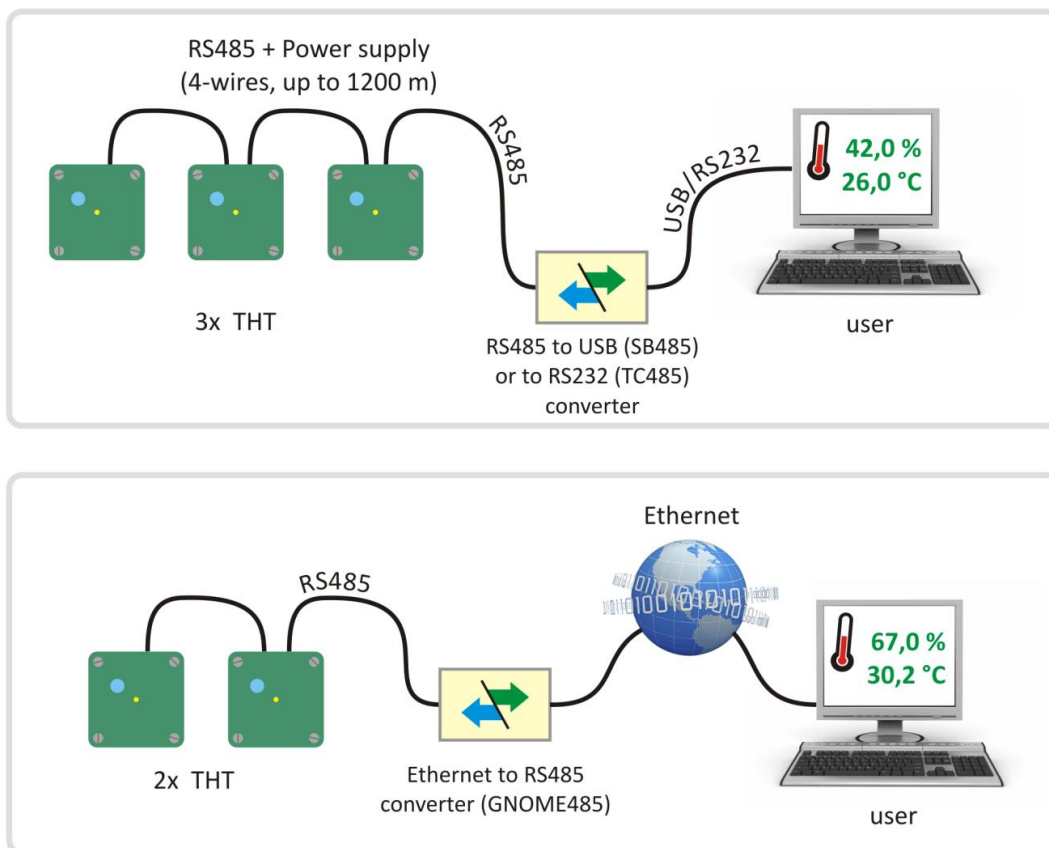 RS485 + Power supply
(4-wires, up to 1200 m)
RS485
USB/RS232
42,0 %
26,0 °C
3x THT
user
RS485 to USB (SB485)
or to RS232 (TC485)
converter
Ethernet
RS485
67,0 %
30,2 °C
2x THT
Ethernet to RS485
converter (GNOME485)
user